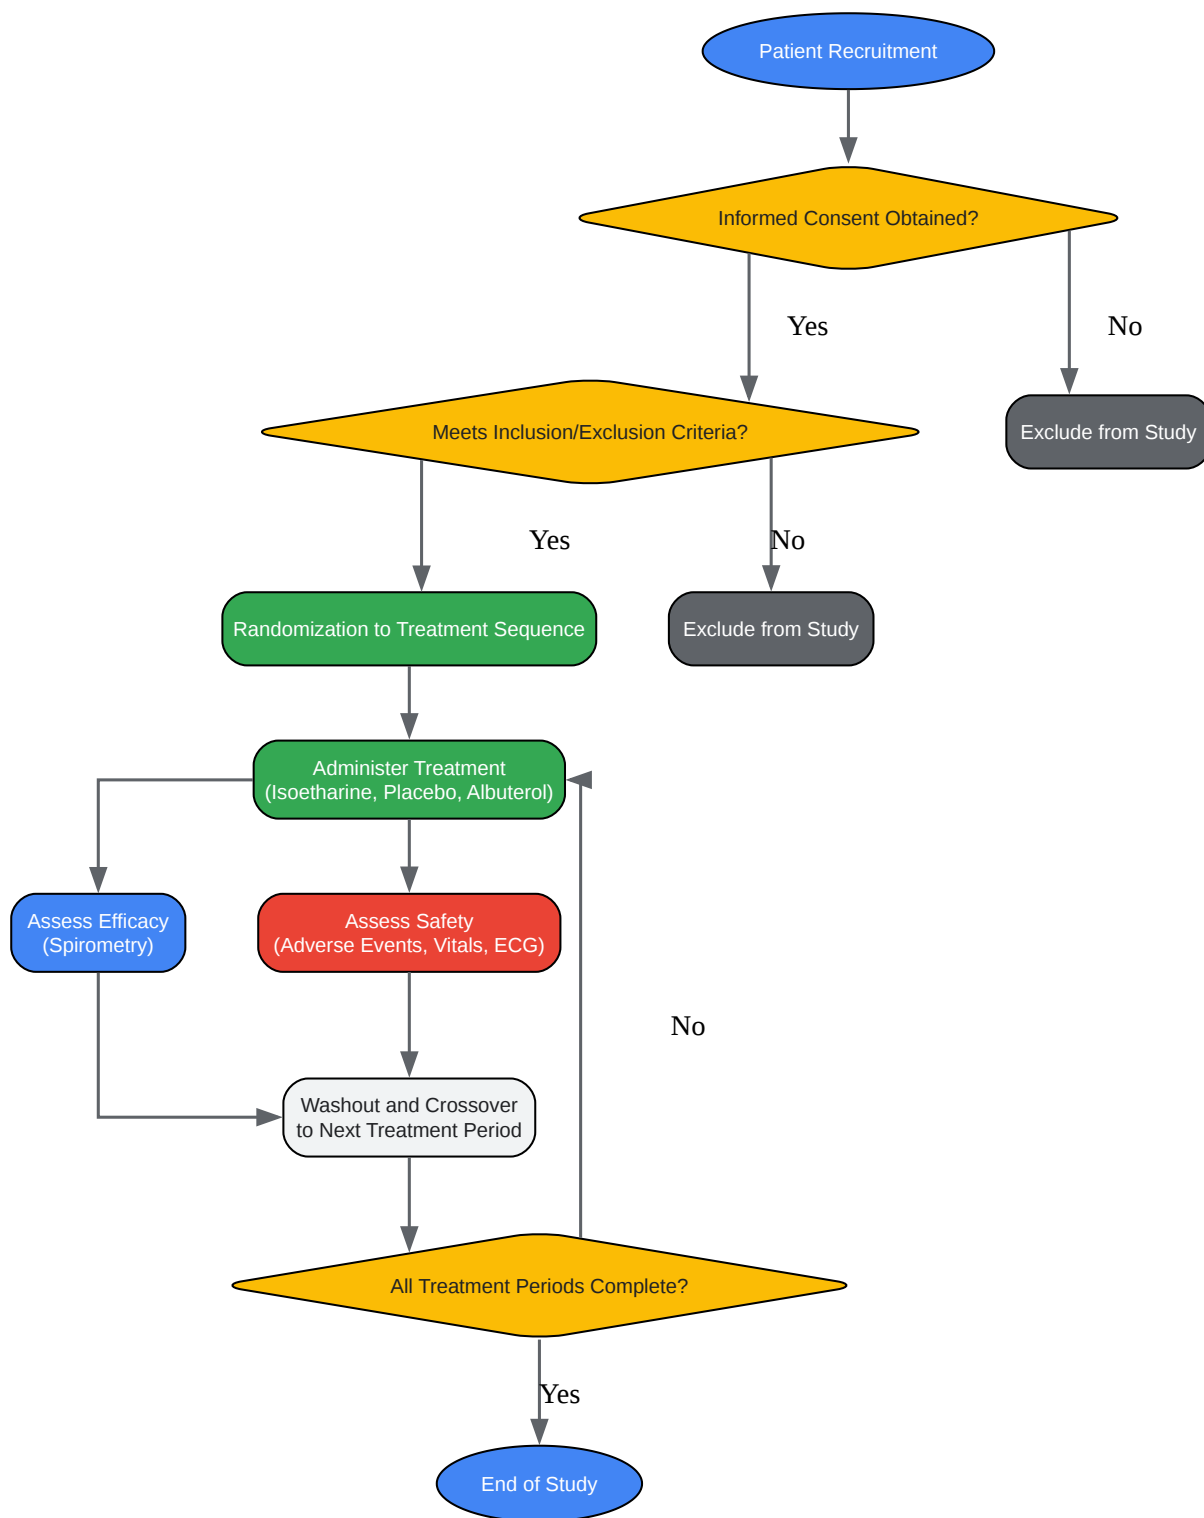 Patient Recruitment
Informed Consent Obtained?
Yes
No
Meets Inclusion/Exclusion Criteria?
Exclude from Study
Yes
No
Randomization to Treatment Sequence
Exclude from Study
Administer Treatment
(Isoetharine, Placebo, Albuterol)
Assess Efficacy
(Spirometry)
Assess Safety
(Adverse Events, Vitals, ECG)
No
Washout and Crossover
to Next Treatment Period
All Treatment Periods Complete?
Yes
End of Study